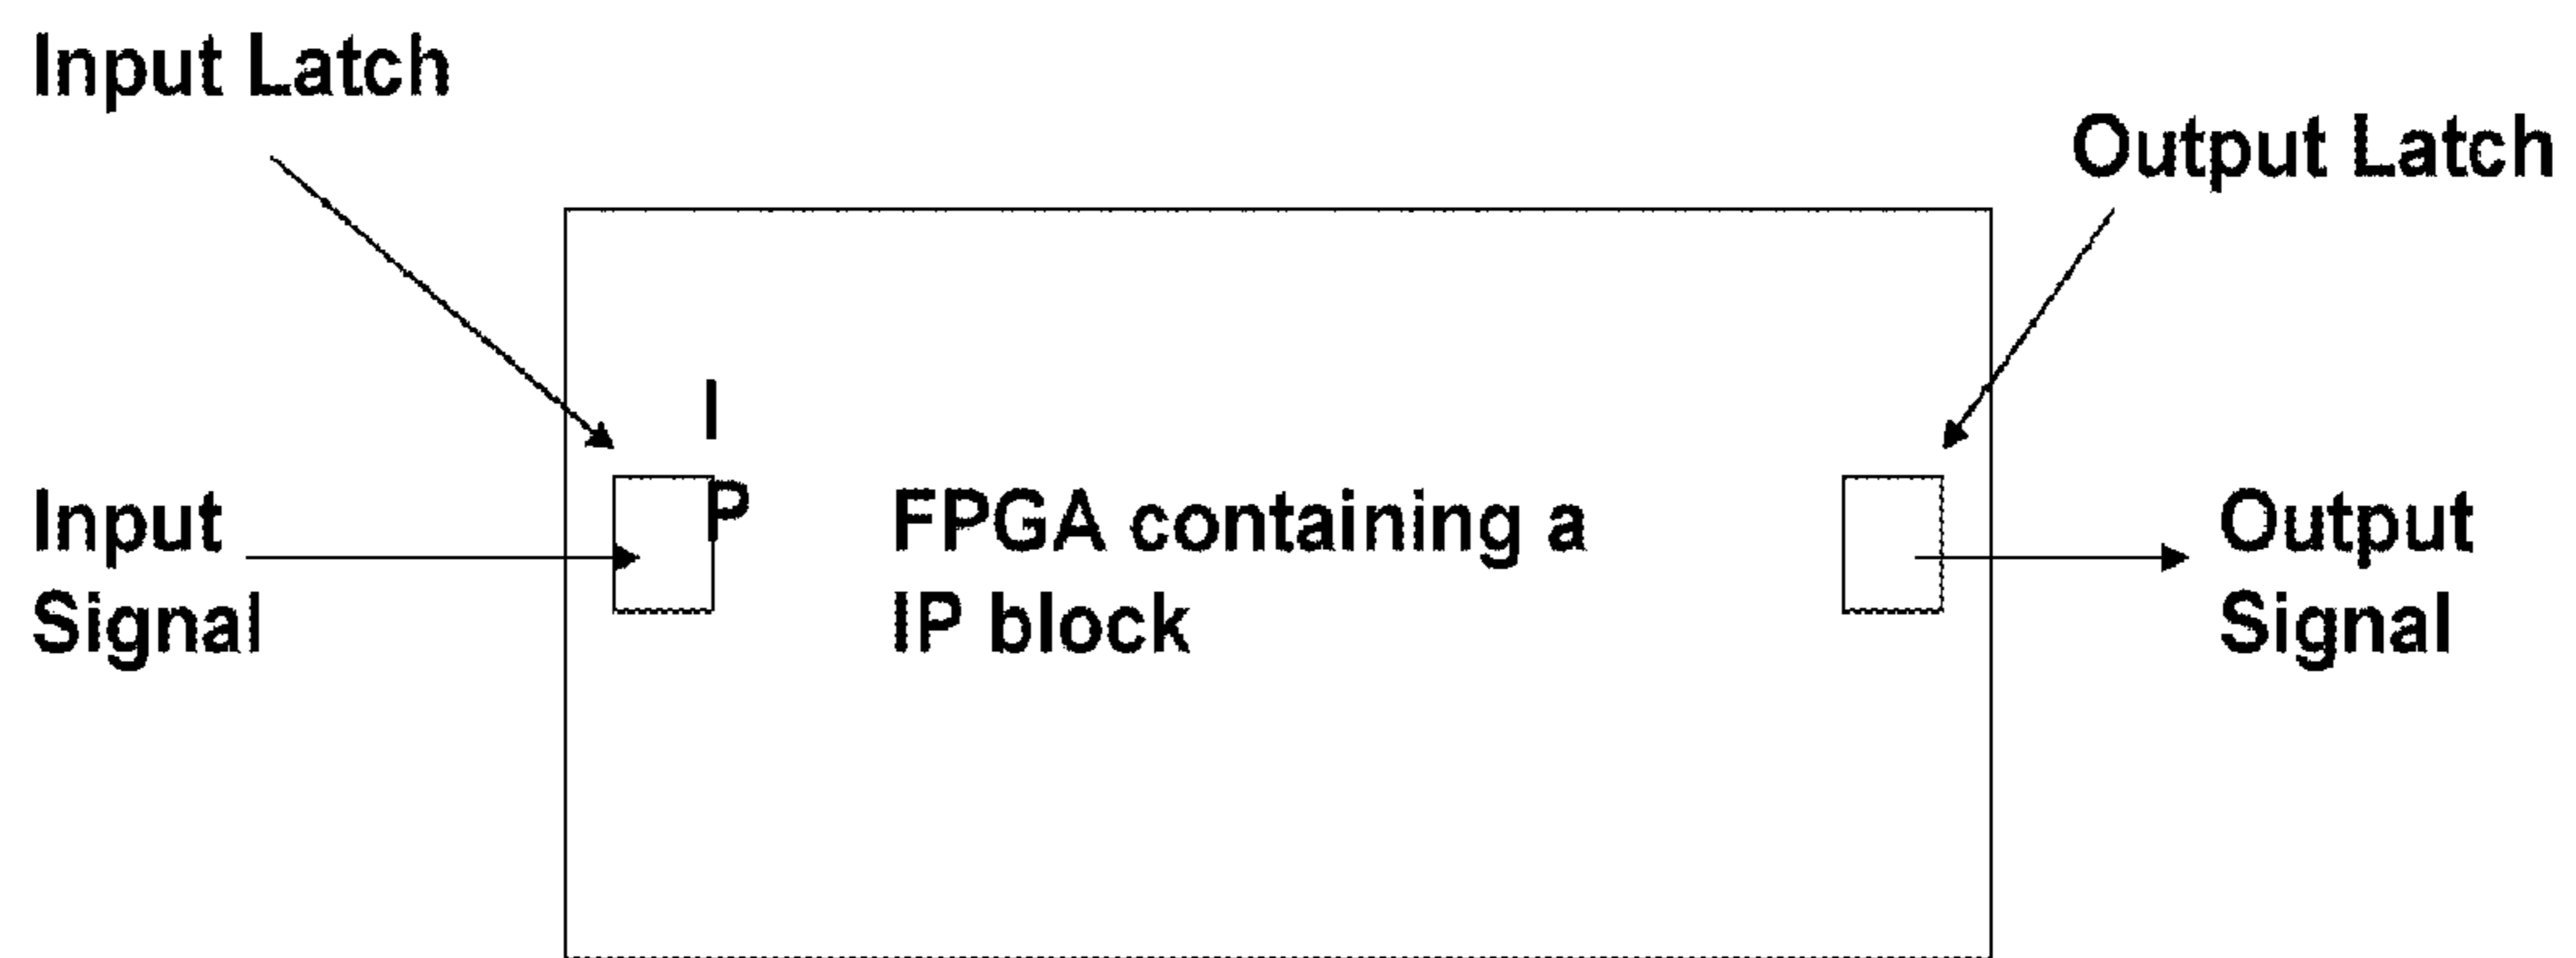 Input Latch
Output Latch
I
P
Input
Signal
FPGA containing a
IP block
Output
Signal